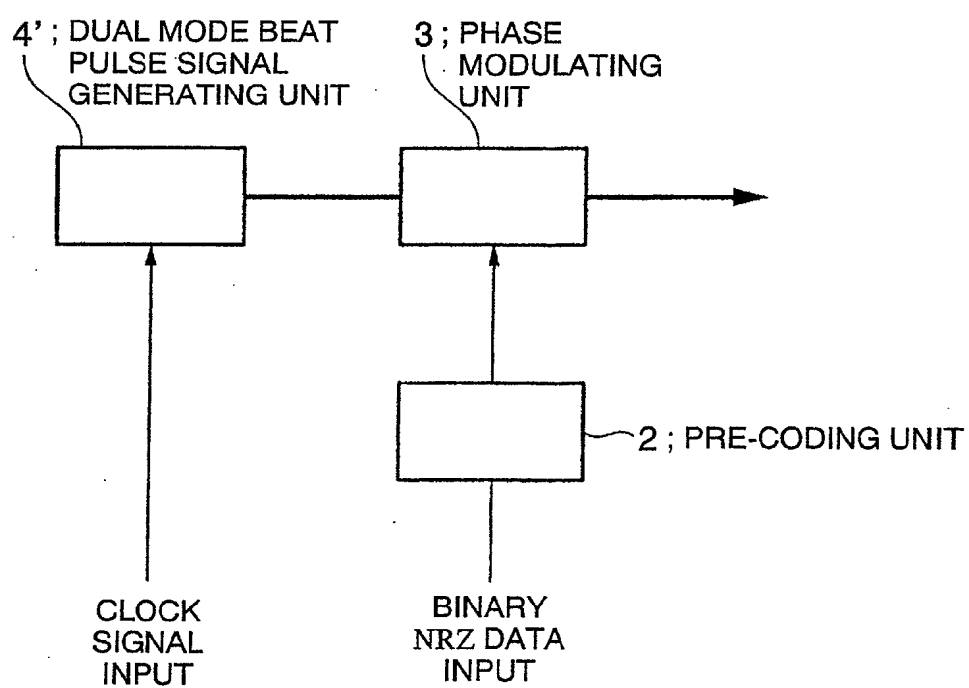 4' ; DUAL MODE BEAT
PULSE SIGNAL
GENERATING UNIT
3 ; PHASE
MODULATING
UNIT
2 ; PRE-CODING UNIT
CLOCK
SIGNAL
INPUT
BINARY
NRZ DATA
INPUT